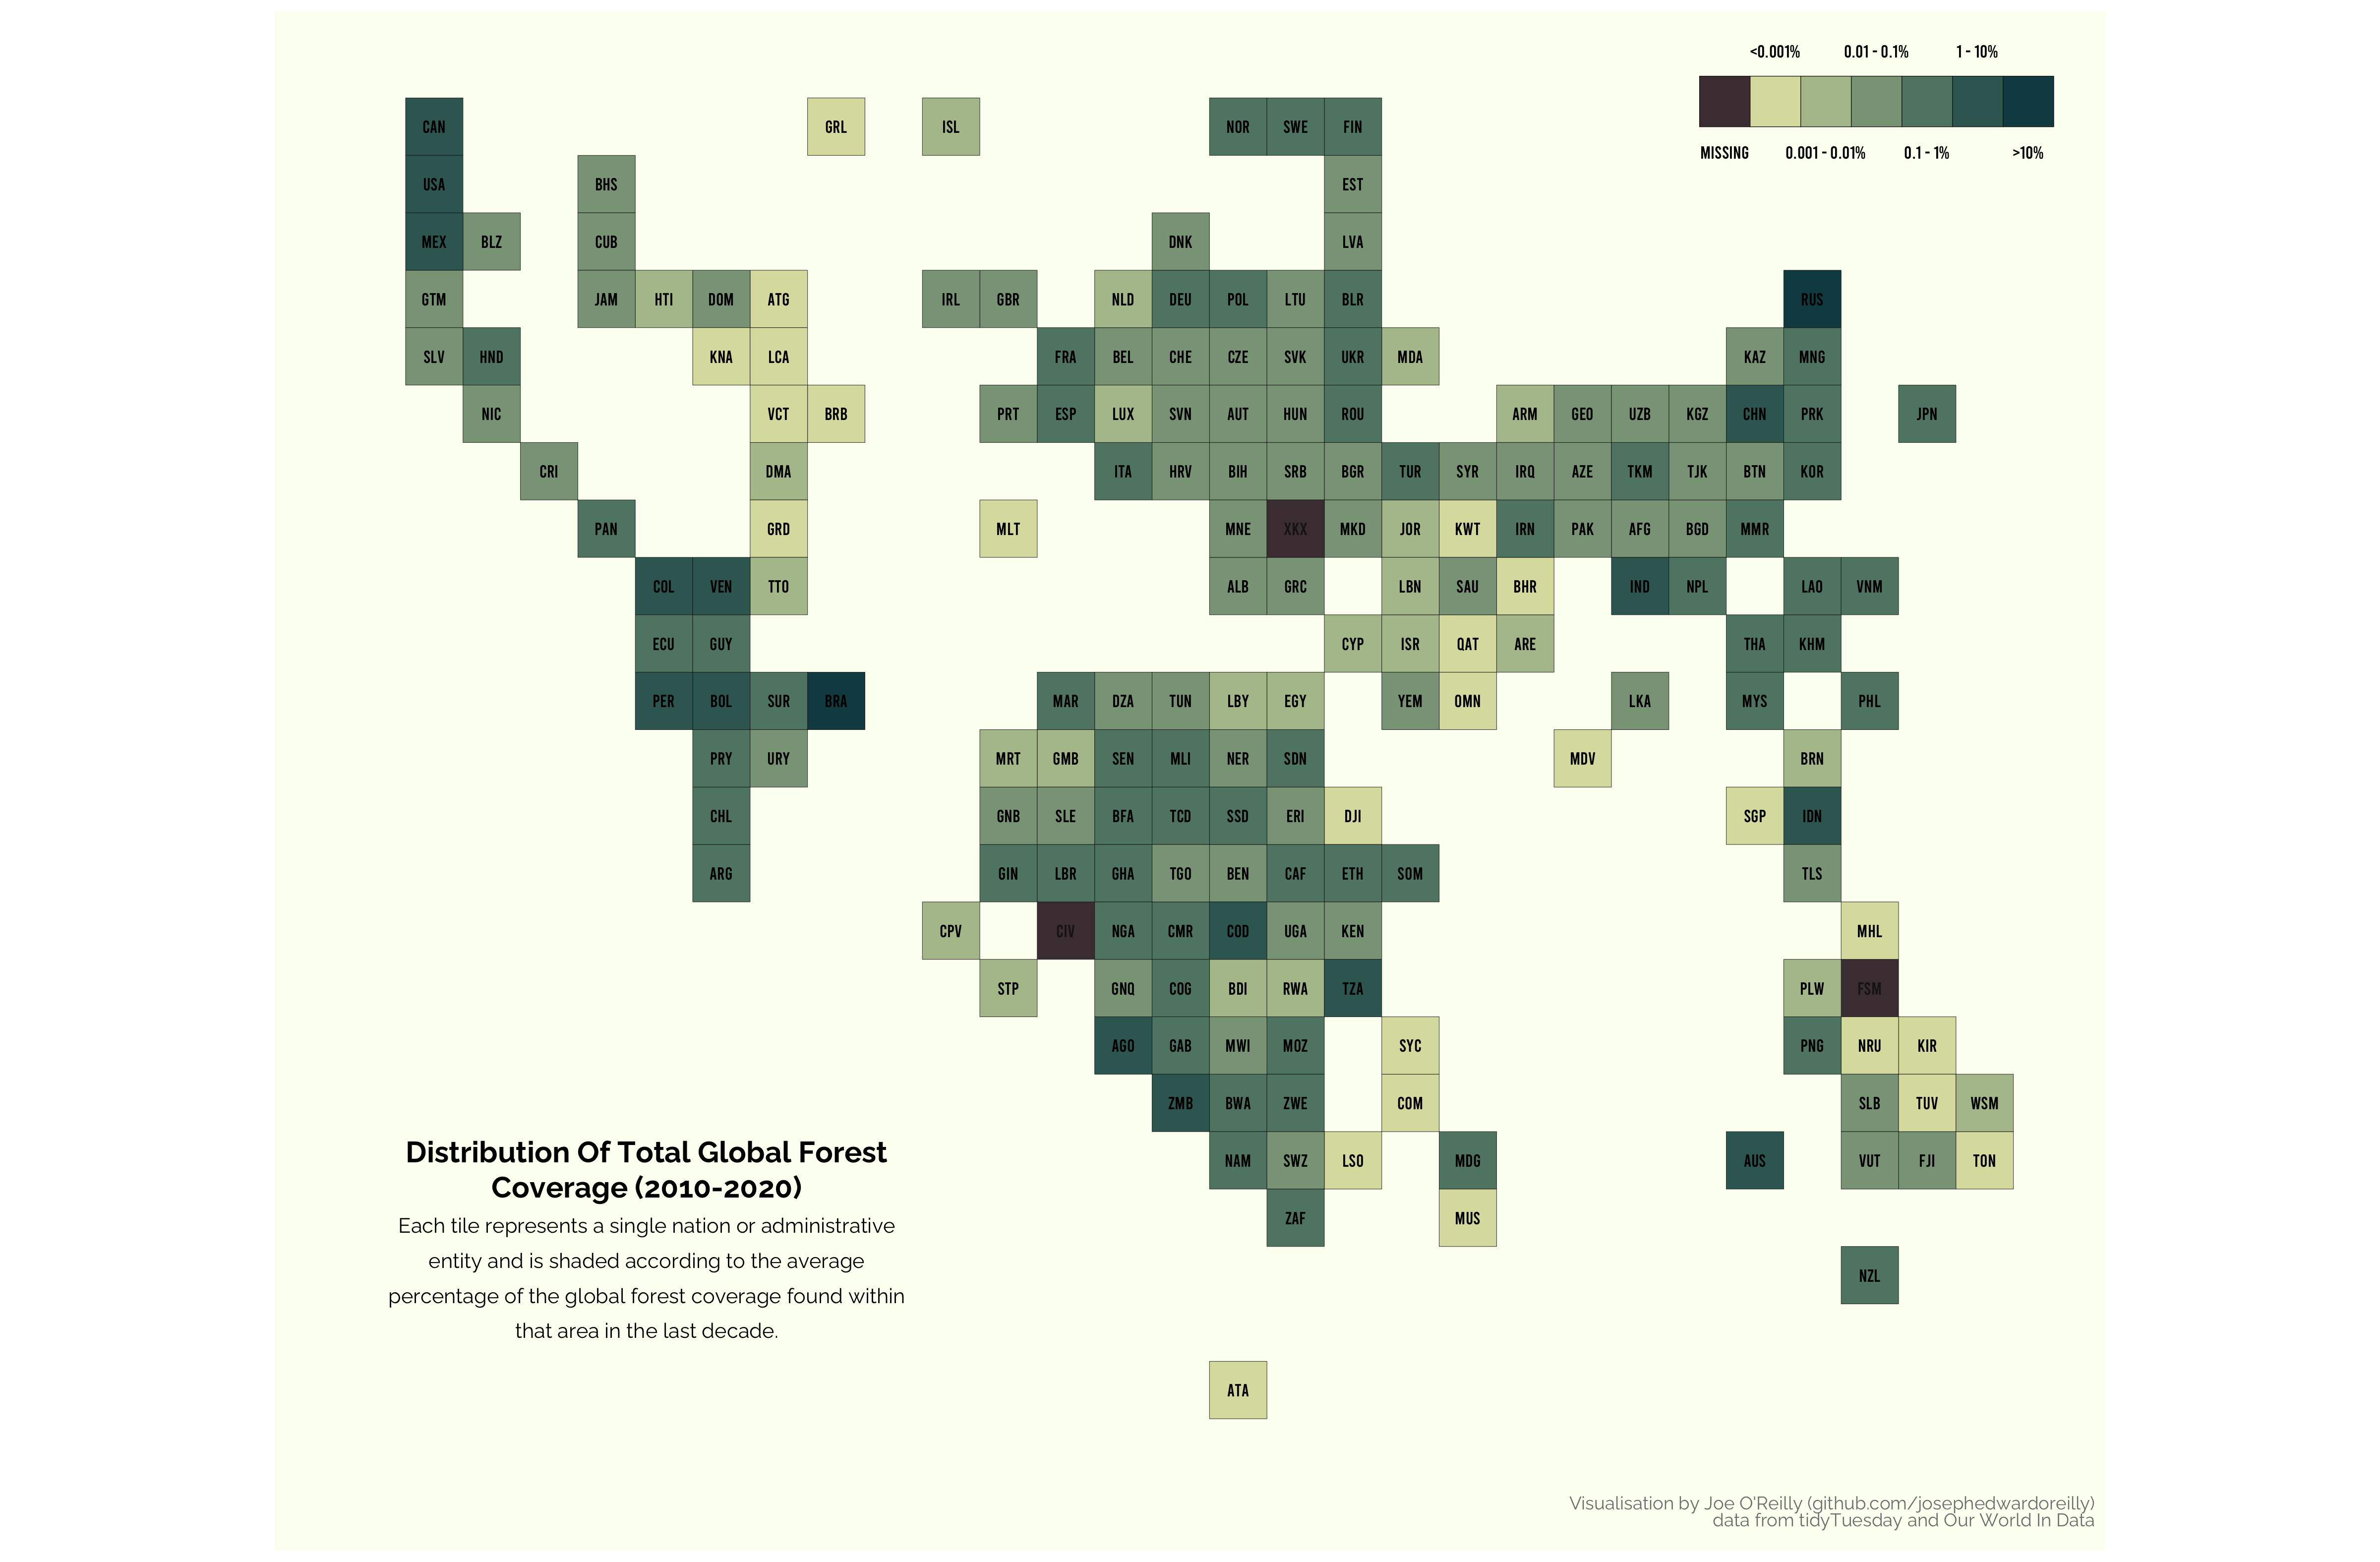 <0.001% 0.01 - 0.1% 1 - 10%
MISSING 0.001 - 0.01% 0.1 - 1% >10%
CAN GRL ISL NOR SWE FIN
USA BHS EST
MEX BLZ CUB DNK LVA
GTM JAM HTI DOM ATG IRL GBR NLD DEU POL LTU BLR RUS
SLV HND KNA LCA FRA BEL CHE CZE SVK UKR MDA KAZ MNG
NIC VCT BRB PRT ESP LUX SVN AUT HUN ROU ARM GEO UZB KGZ CHN PRK JPN
CRI DMA ITA HRV BIH SRB BGR TUR SYR IRQ AZE TKM TJK BTN KOR
PAN GRD MLT MNE XKX MKD JOR KWT IRN PAK AFG BGD MMR
COL VEN TTO ALB GRC LBN SAU BHR IND NPL LAO VNM
ECU GUY CYP ISR QAT ARE THA KHM
PER BOL SUR BRA MAR DZA TUN LBY EGY YEM OMN LKA MYS PHL
PRY URY MRT GMB SEN MLI NER SDN MDV BRN
CHL GNB SLE BFA TCD SSD ERI DJI SGP IDN
ARG GIN LBR GHA TGO BEN CAF ETH SOM TLS
CPV CIV NGA CMR COD UGA KEN MHL
STP GNQ COG BDI RWA TZA PLW FSM
AGO GAB MWI MOZ SYC PNG NRU KIR
ZMB BWA ZWE COM SLB TUV WSM
NAM SWZ LSO MDG AUS VUT FJI TON
ZAF MUS
NZL
ATA
Distribution Of Total Global Forest
Coverage (2010-2020)
Each tile represents a single nation or administrative
entity and is shaded according to the average
percentage of the global forest coverage found within
that area in the last decade.
Visualisation by Joe O'Reilly (github.com/josephedwardoreilly)
data from tidyTuesday and Our World In Data